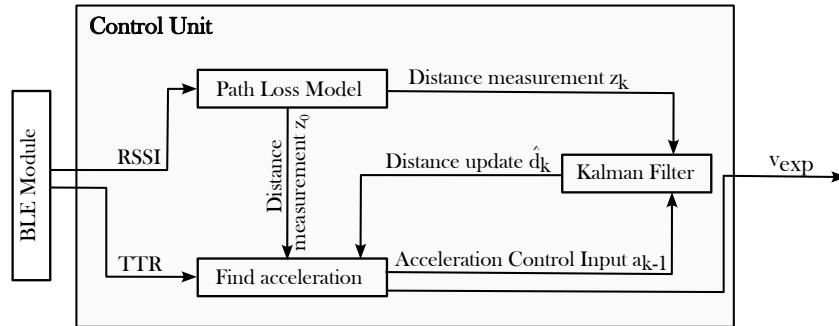 Control Unit
Path Loss Model
Distance measurement zk
BLE Module
RSSI
Distance
measurement z0
Distance update d̂k
Kalman Filter
vexp
TTR
Find acceleration
Acceleration Control Input ak-1